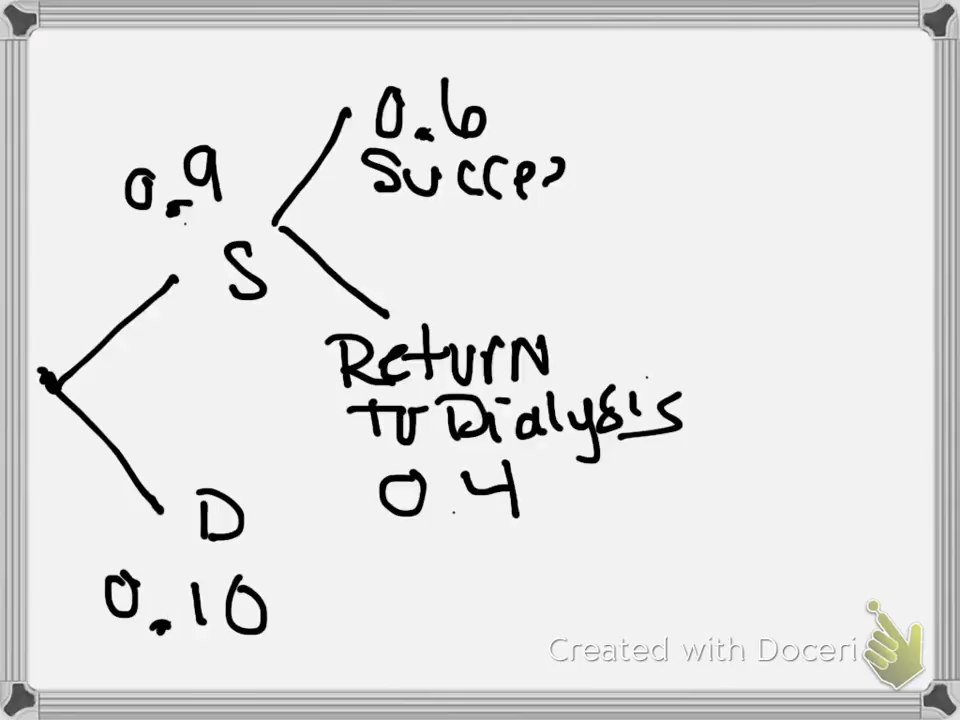 0.6
Succes
0.9
S
Return
to Dialysis
0.4
D
0.10
Created with Doceri